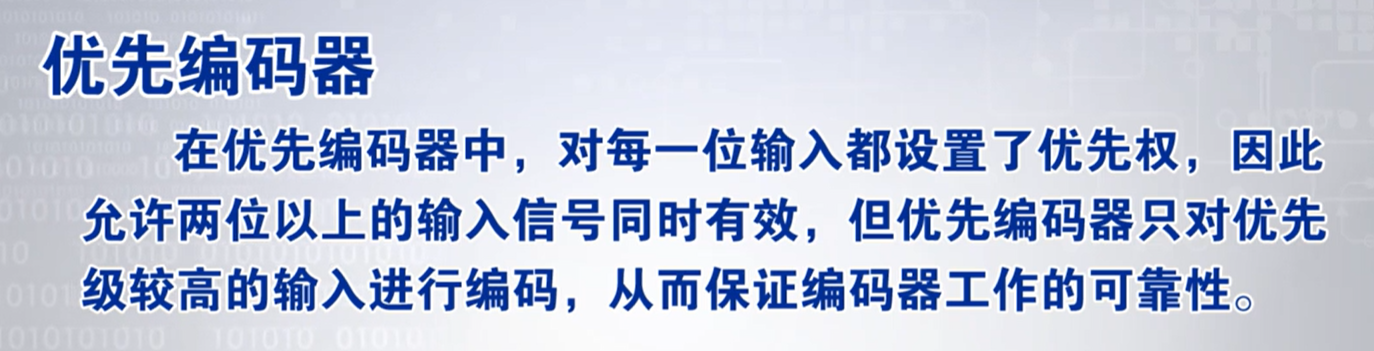 优先编码器
在优先编码器中，对每一位输入都设置了优先权，因此
允许两位以上的输入信号同时有效，但优先编码器只对优先
级较高的输入进行编码，从而保证编码器工作的可靠性。